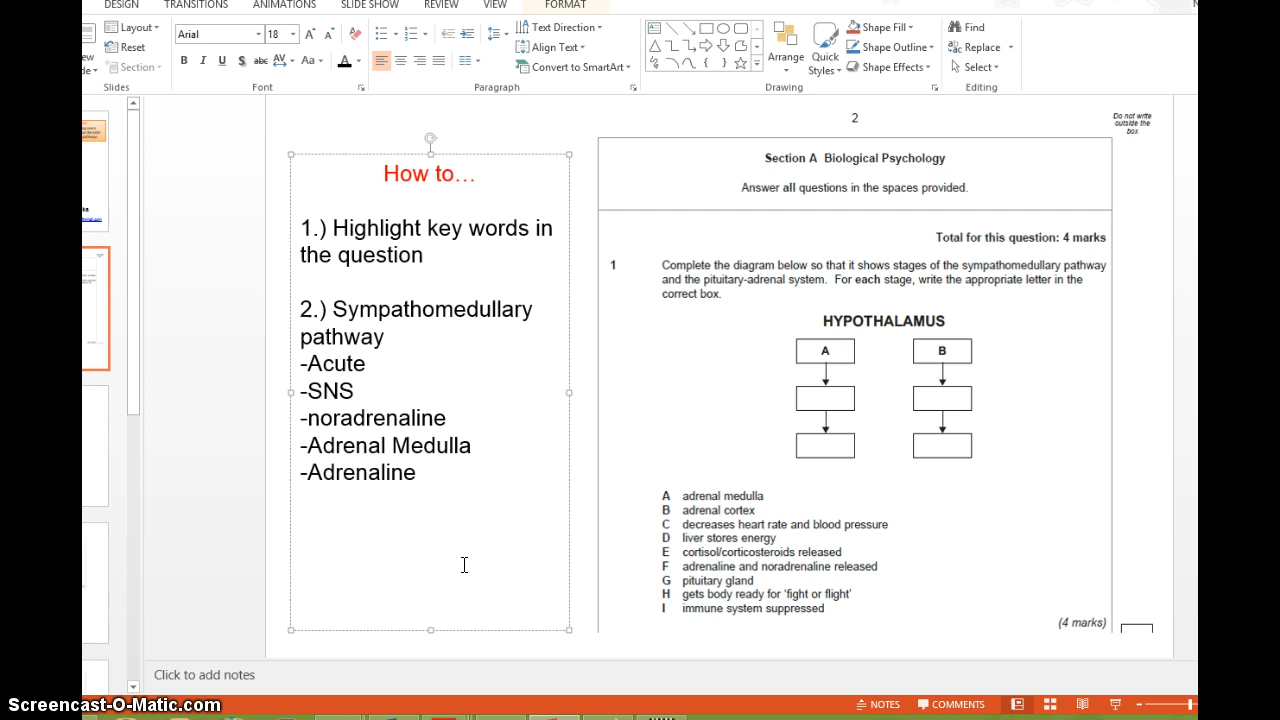 DESIGN TRANSITIONS ANIMATIONS SLIDE SHOW REVIEW VIEW FORMAT
Layout
Arial 18
Text Direction
Shape Fill
Find
Reset
Align Text
Arrange Quick Styles
Shape Outline
Replace
Section
B I U S abc AV Aa A
Convert to SmartArt
Shape Effects
Select
Slides Font Paragraph Drawing Editing
How to...
1.) Highlight key words in
the question
2.) Sympathomedullary
pathway
-Acute
-SNS
-noradrenaline
-Adrenal Medulla
-Adrenaline
2
Do not write
outside the
box
Section A Biological Psychology
Answer all questions in the spaces provided.
Total for this question: 4 marks
1 Complete the diagram below so that it shows stages of the sympathomedullary pathway
and the pituitary-adrenal system. For each stage, write the appropriate letter in the
correct box.
HYPOTHALAMUS
A B
A adrenal medulla
B adrenal cortex
C decreases heart rate and blood pressure
D liver stores energy
E cortisol/corticosteroids released
F adrenaline and noradrenaline released
G pituitary gland
H gets body ready for 'fight or flight'
I immune system suppressed
(4 marks)
Click to add notes
NOTES COMMENTS
Screencast-O-Matic.com